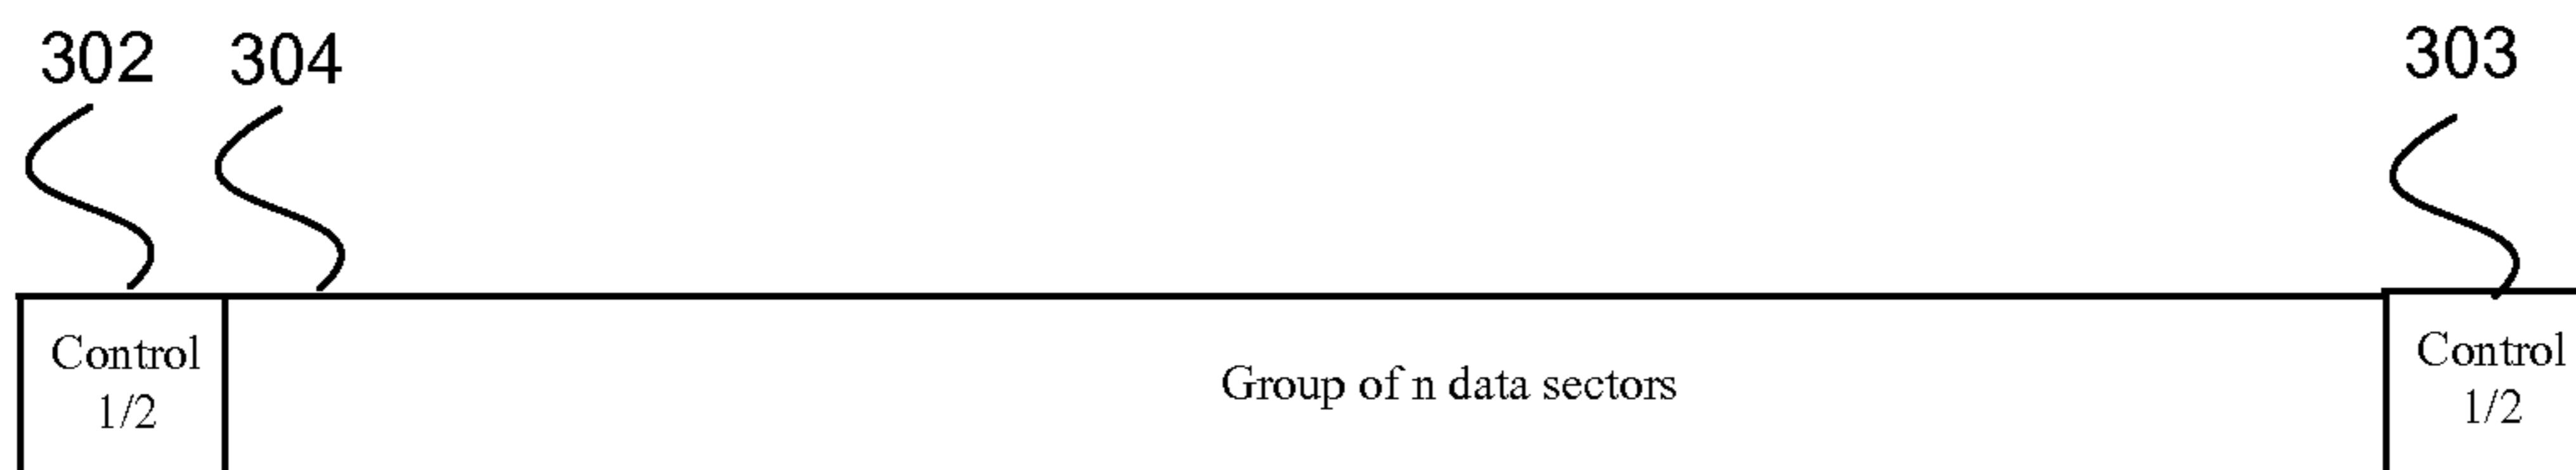 302 304 303
Control
1/2
Group of n data sectors
Control
1/2